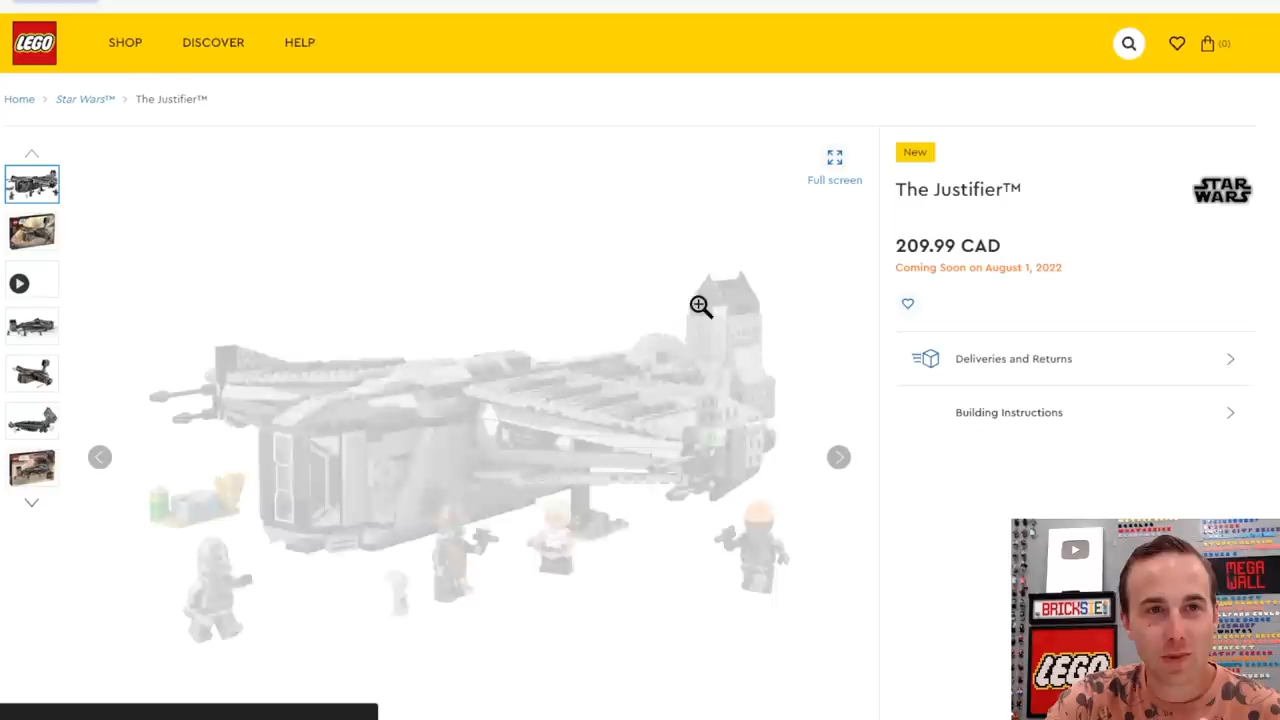 LEGO
SHOP
DISCOVER
HELP
(0)
Home > Star Wars™ > The Justifier™
Full screen
New
The Justifier™
STAR
WARS
209.99 CAD
Coming Soon on August 1, 2022
Deliveries and Returns
Building Instructions
MEGA
WALL
BRICKSIE
LEGO